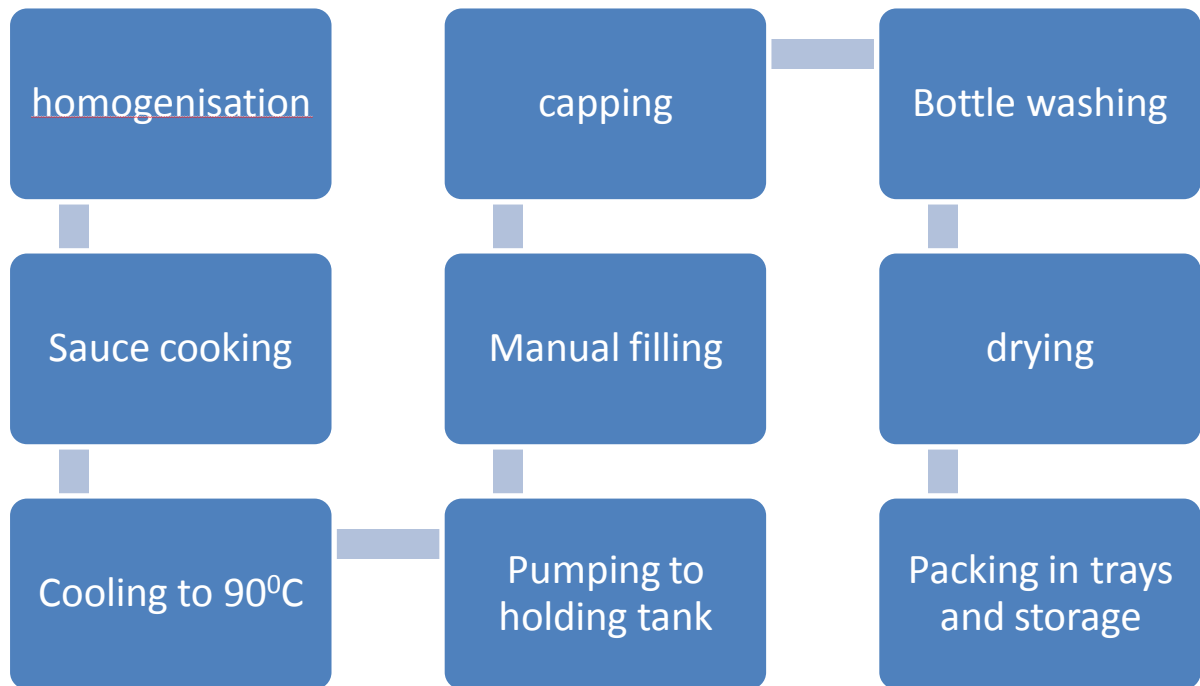 homogenisation
Sauce cooking
Cooling to 90⁰C
Pumping to
holding tank
Manual filling
capping
Bottle washing
drying
Packing in trays
and storage